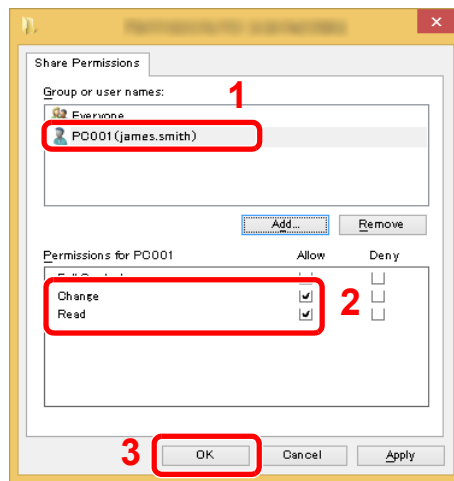 Share Permissions
Group or user names:
1
Everyone
PC001(james.smith)
Add... Remove
Permissions for PC001 Allow Deny
Change
2
Read
3
OK Cancel Apply